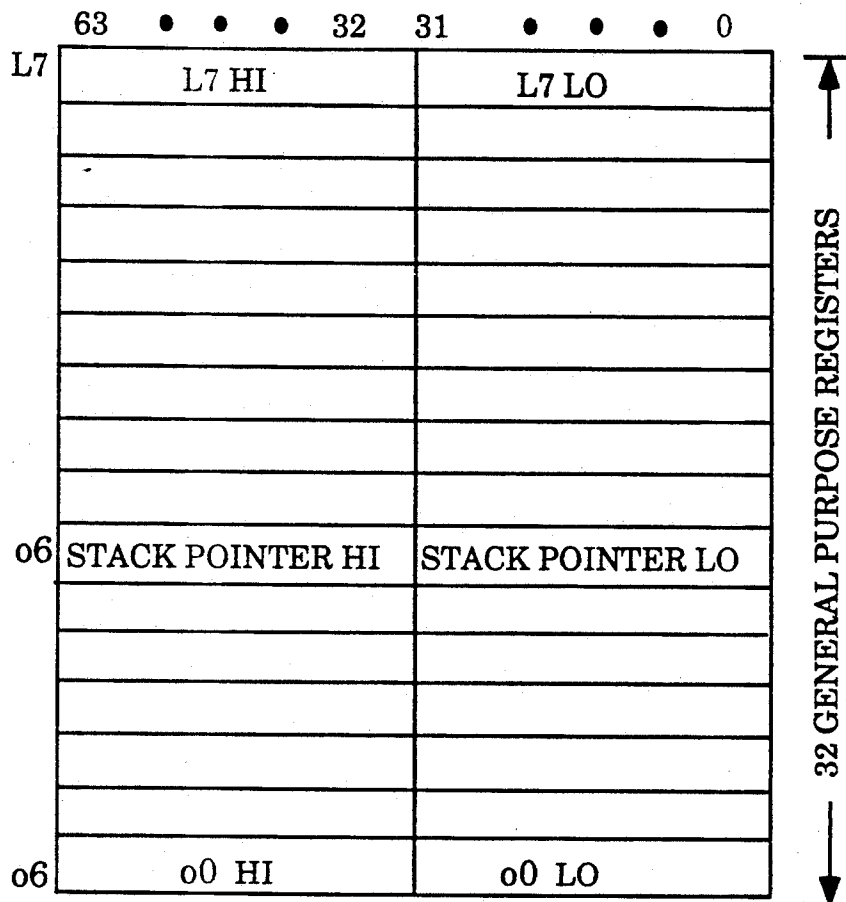 63 ● ● ● 32 31 ● ● ● 0
L7 L7 HI L7 LO
o6 STACK POINTER HI STACK POINTER LO
o6 o0 HI o0 LO
32 GENERAL PURPOSE REGISTERS